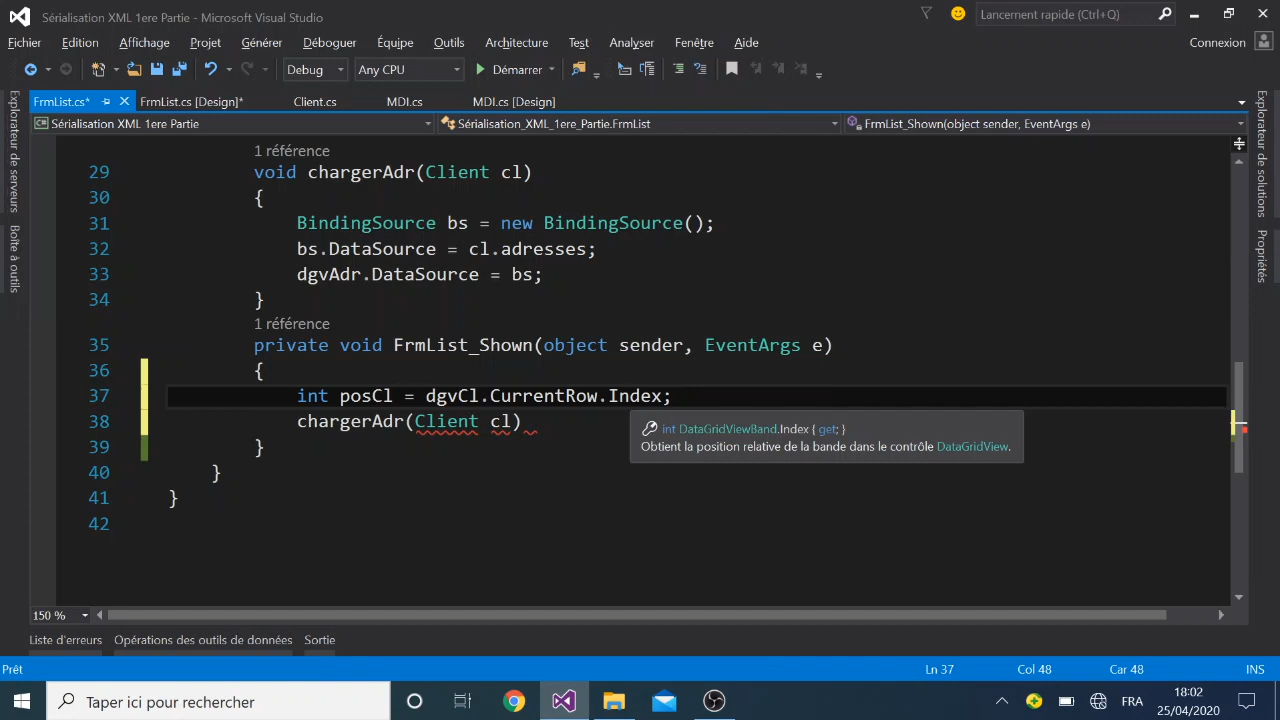 Sérialisation XML 1ere Partie - Microsoft Visual Studio
Lancement rapide (Ctrl+Q)
Fichier Edition Affichage Projet Générer Déboguer Équipe Outils Architecture Test Analyser Fenêtre Aide Connexion
Debug Any CPU Démarrer
FrmList.cs* FrmList.cs [Design]* Client.cs MDI.cs MDI.cs [Design]
Sérialisation XML 1ere Partie Sérialisation_XML_1ere_Partie.FrmList FrmList_Shown(object sender, EventArgs e)
Explorateur de serveurs
Boîte à outils
Explorateur de solutions
Propriétés
1 référence
29 void chargerAdr(Client cl)
30 {
31 BindingSource bs = new BindingSource();
32 bs.DataSource = cl.adresses;
33 dgvAdr.DataSource = bs;
34 }
1 référence
35 private void FrmList_Shown(object sender, EventArgs e)
36 {
37 int posCl = dgvCl.CurrentRow.Index;
38 chargerAdr(Client cl)
int DataGridViewBand.Index { get; }
Obtient la position relative de la bande dans le contrôle DataGridView.
39 }
40 }
41 }
42
150 %
Liste d'erreurs Opérations des outils de données Sortie
Prêt Ln 37 Col 48 Car 48 INS
Taper ici pour rechercher
FRA
18:02
25/04/2020